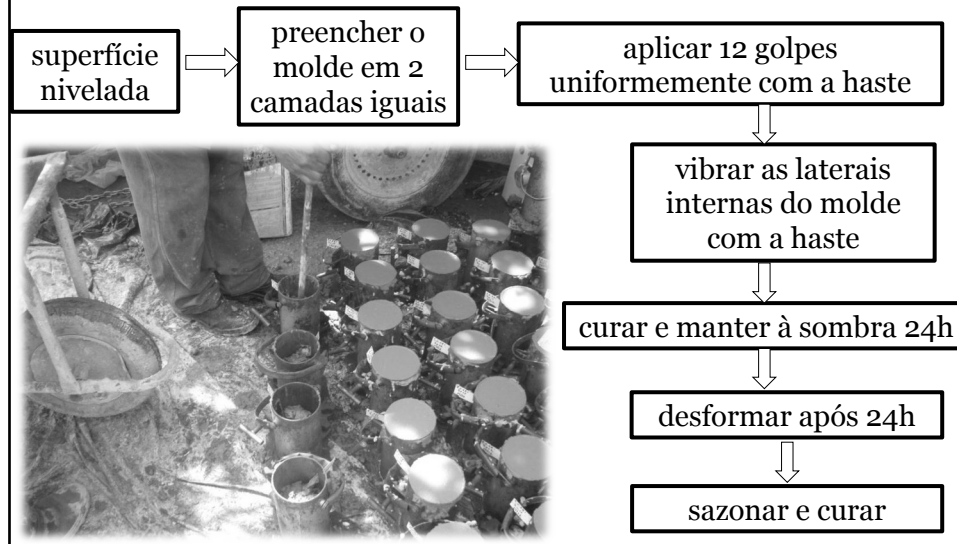 superfície
nivelada
preencher o
molde em 2
camadas iguais
aplicar 12 golpes
uniformemente com a haste
vibrar as laterais
internas do molde
com a haste
curar e manter à sombra 24h
desformar após 24h
sazonar e curar